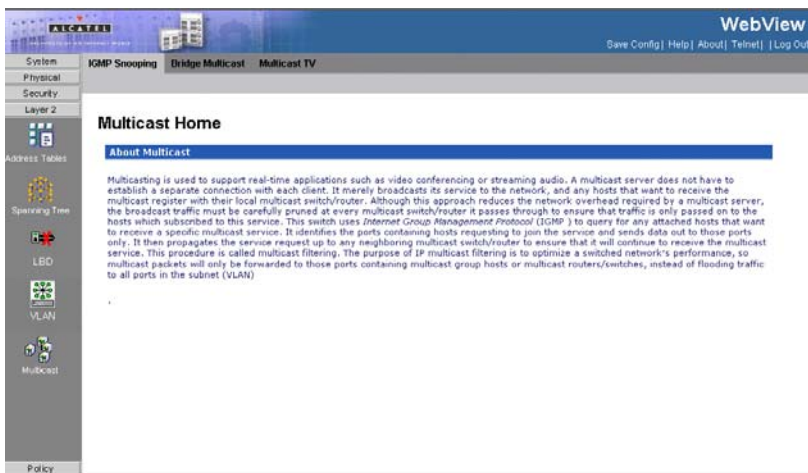 ALCATEL
WebView
Save Config| Help| About| Telnet| |Log Out
System
Physical
Security
Layer 2
Address Tables
Spanning Tree
LBD
VLAN
Multicast
Policy
IGMP Snooping Bridge Multicast Multicast TV
Multicast Home
About Multicast
Multicasting is used to support real-time applications such as video conferencing or streaming audio. A multicast server does not have to
establish a separate connection with each client. It merely broadcasts its service to the network, and any hosts that want to receive the
multicast register with their local multicast switch/router. Although this approach reduces the network overhead required by a multicast server,
the broadcast traffic must be carefully pruned at every multicast switch/router it passes through to ensure that traffic is only passed on to the
hosts which subscribed to this service. This switch uses Internet Group Management Protocol (IGMP ) to query for any attached hosts that want
to receive a specific multicast service. It identifies the ports containing hosts requesting to join the service and sends data out to those ports
only. It then propagates the service request up to any neighboring multicast switch/router to ensure that it will continue to receive the multicast
service. This procedure is called multicast filtering. The purpose of IP multicast filtering is to optimize a switched network's performance, so
multicast packets will only be forwarded to those ports containing multicast group hosts or multicast routers/switches, instead of flooding traffic
to all ports in the subnet (VLAN)
.